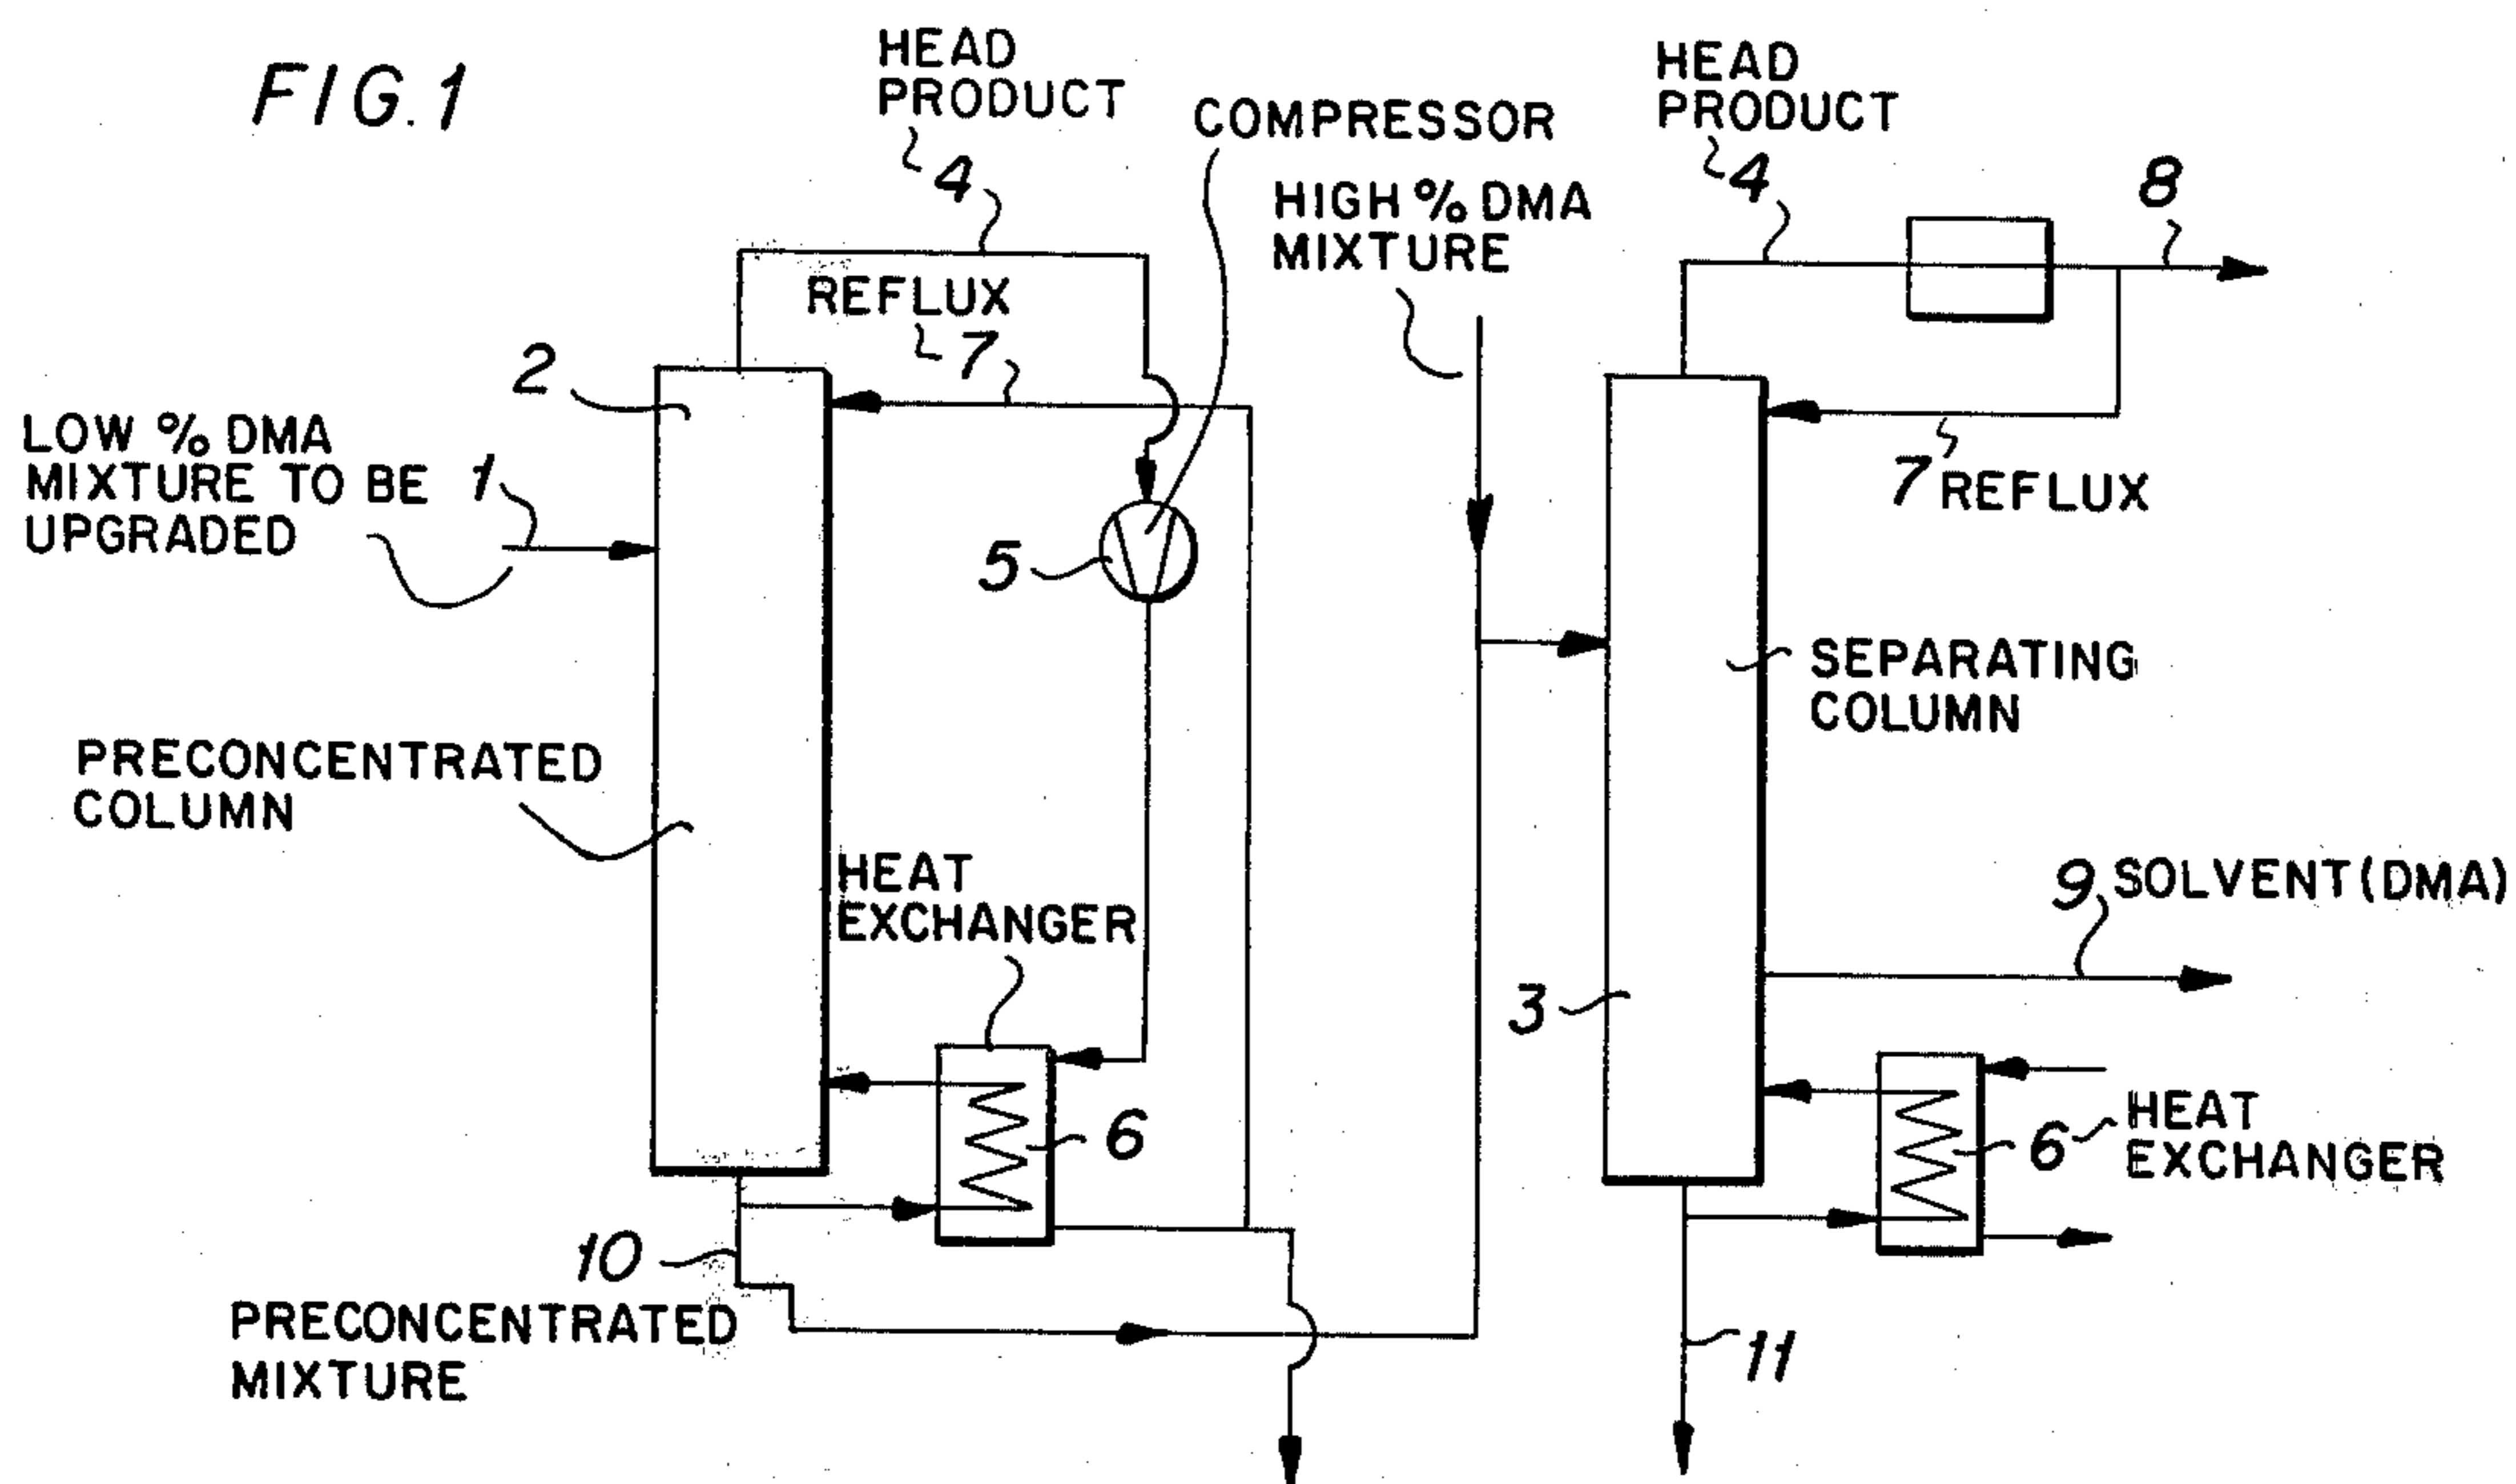 FIG.1
HEAD
PRODUCT
4
COMPRESSOR
HIGH % DMA
MIXTURE
HEAD
PRODUCT
4
8
REFLUX
7
2
LOW % DMA
MIXTURE TO BE 1
UPGRADED
5
7 REFLUX
SEPARATING
COLUMN
PRECONCENTRATED
COLUMN
HEAT
EXCHANGER
9 SOLVENT (DMA)
3
6
6 HEAT
EXCHANGER
10
PRECONCENTRATED
MIXTURE
11